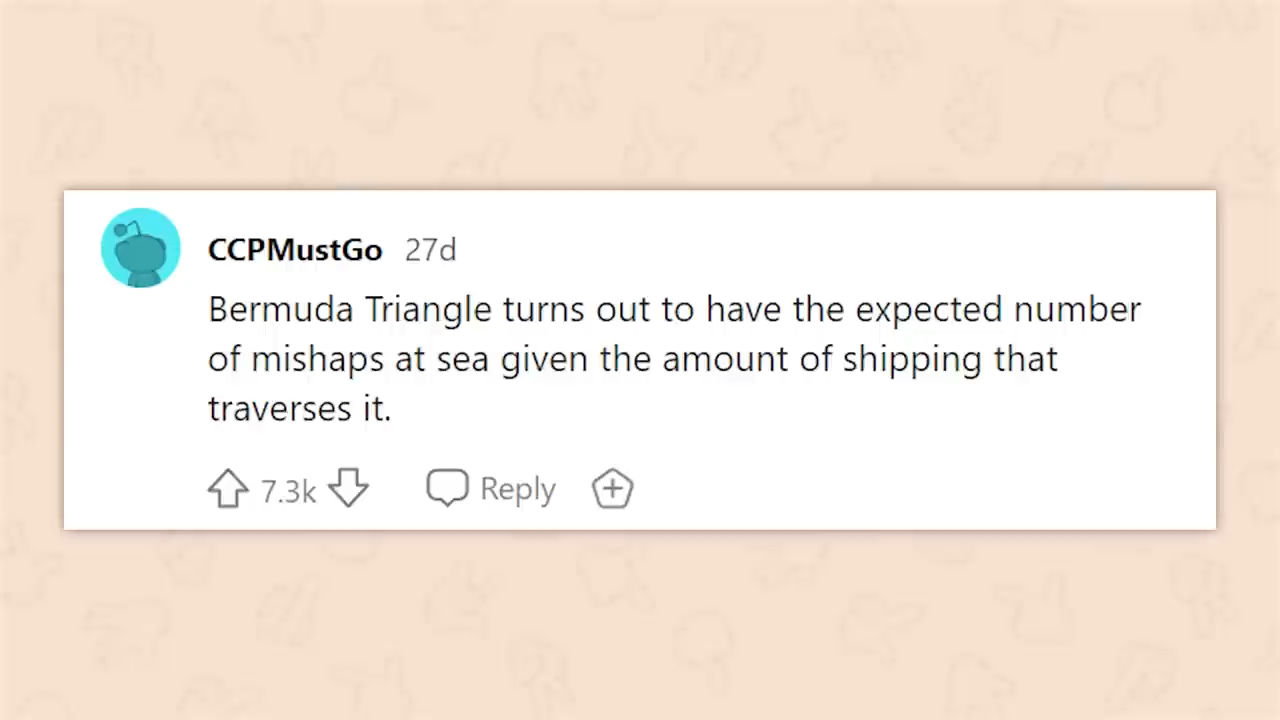 CCPMustGo 27d
Bermuda Triangle turns out to have the expected number
of mishaps at sea given the amount of shipping that
traverses it.
7.3k Reply